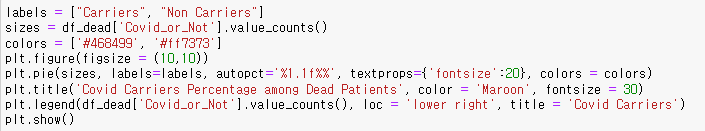 labels = ["Carriers", "Non Carriers"]
sizes = df_dead['Covid_or_Not'].value_counts()
colors = ['#468499', '#ff7373']
plt.figure(figsize = (10,10))
plt.pie(sizes, labels=labels, autopct='%1.1f%%', textprops={'fontsize':20}, colors = colors)
plt.title('Covid Carriers Percentage among Dead Patients', color = 'Maroon', fontsize = 30)
plt.legend(df_dead['Covid_or_Not'].value_counts(), loc = 'lower right', title = 'Covid Carriers')
plt.show()